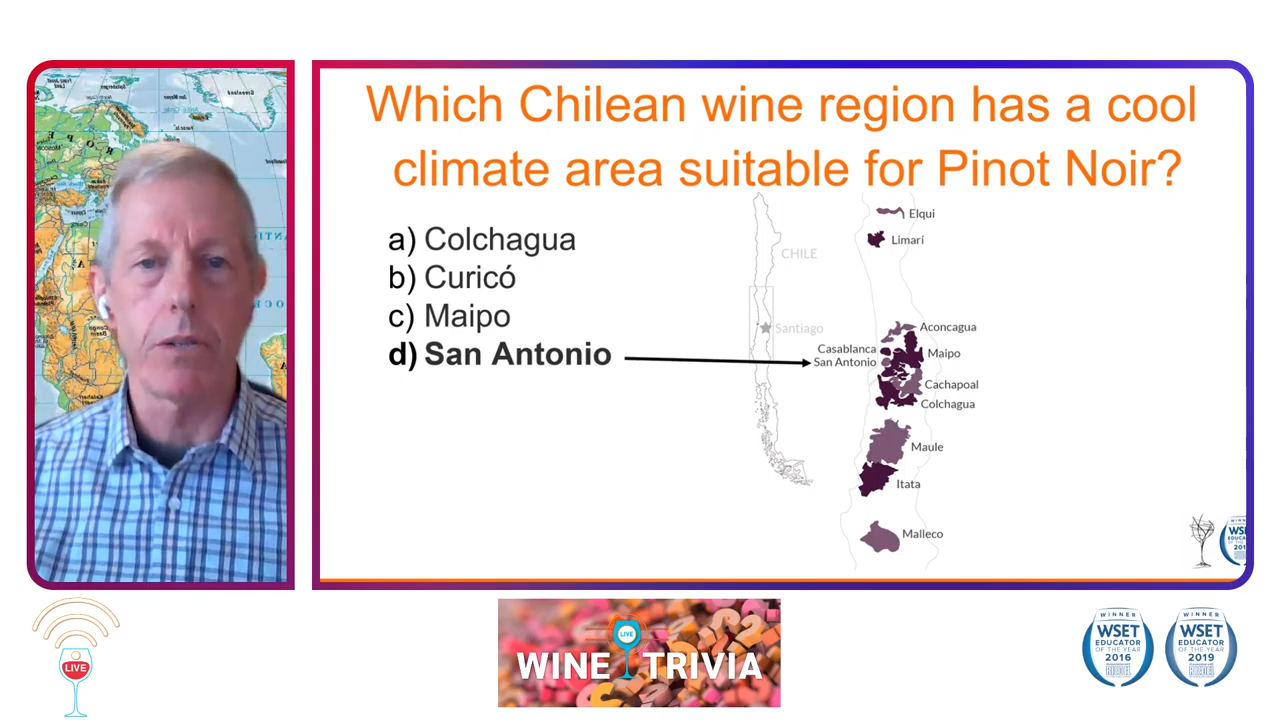 Which Chilean wine region has a cool
climate area suitable for Pinot Noir?
a) Colchagua
b) Curicó
c) Maipo
d) San Antonio
CHILE
Santiago
Elqui
Limarí
Aconcagua
Casablanca
Maipo
San Antonio
Cachapoal
Colchagua
Maule
Itata
Malleco
LIVE
LIVE
WINE TRIVIA
WINNER
WSET
EDUCATOR
OF THE YEAR
2016
WINNER
WSET
EDUCATOR
OF THE YEAR
2019